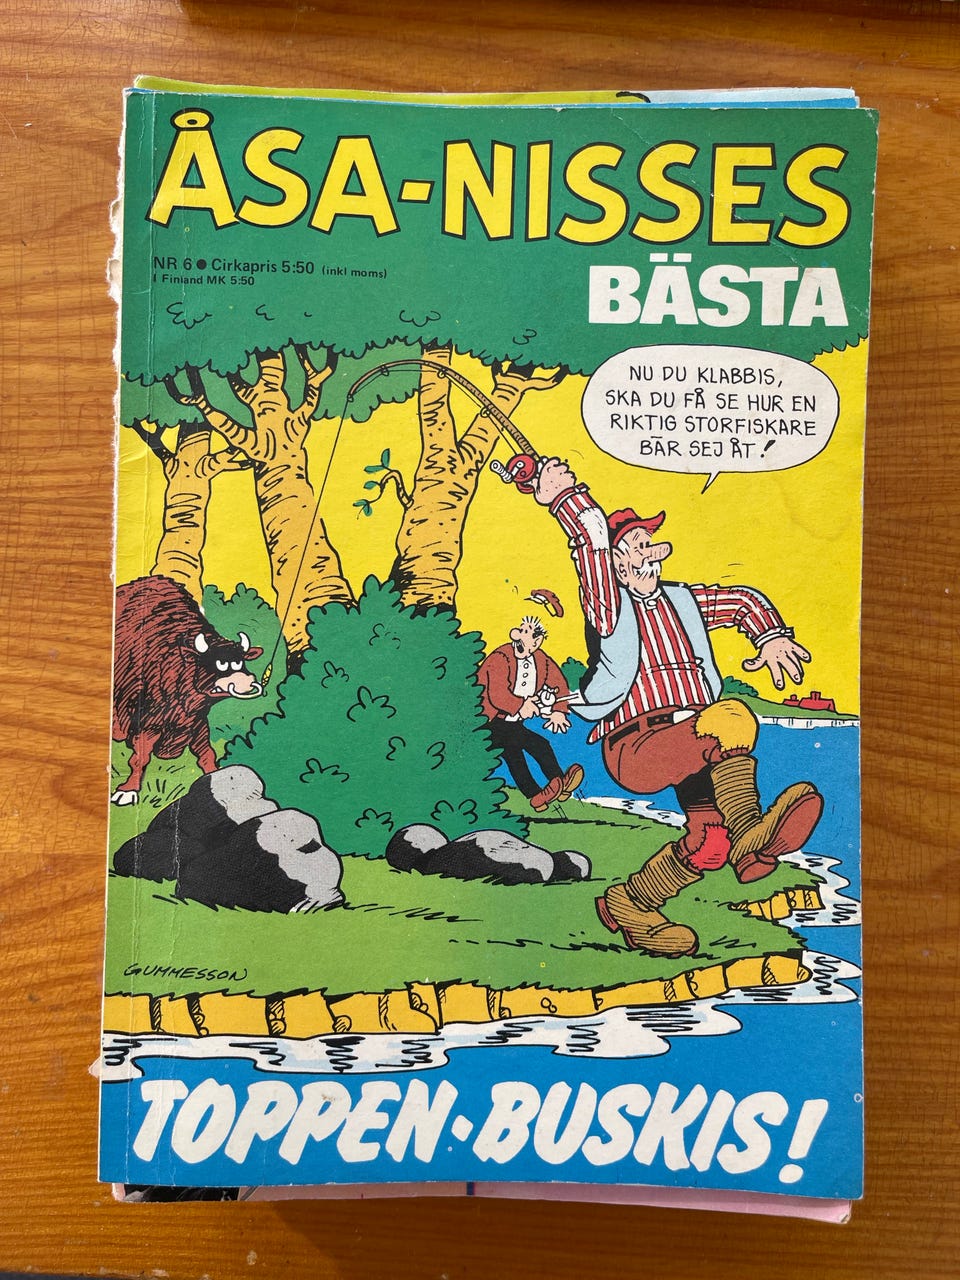 ÅSA-NISSES
BÄSTA
NR 6 ● Cirkapris 5:50 (inkl moms)
I Finland MK 5:50
NU DU KLABBIS,
SKA DU FÅ SE HUR EN
RIKTIG STORFISKARE
BÄR SEJ ÅT!
GUMMESSON
TOPPEN-BUSKIS!